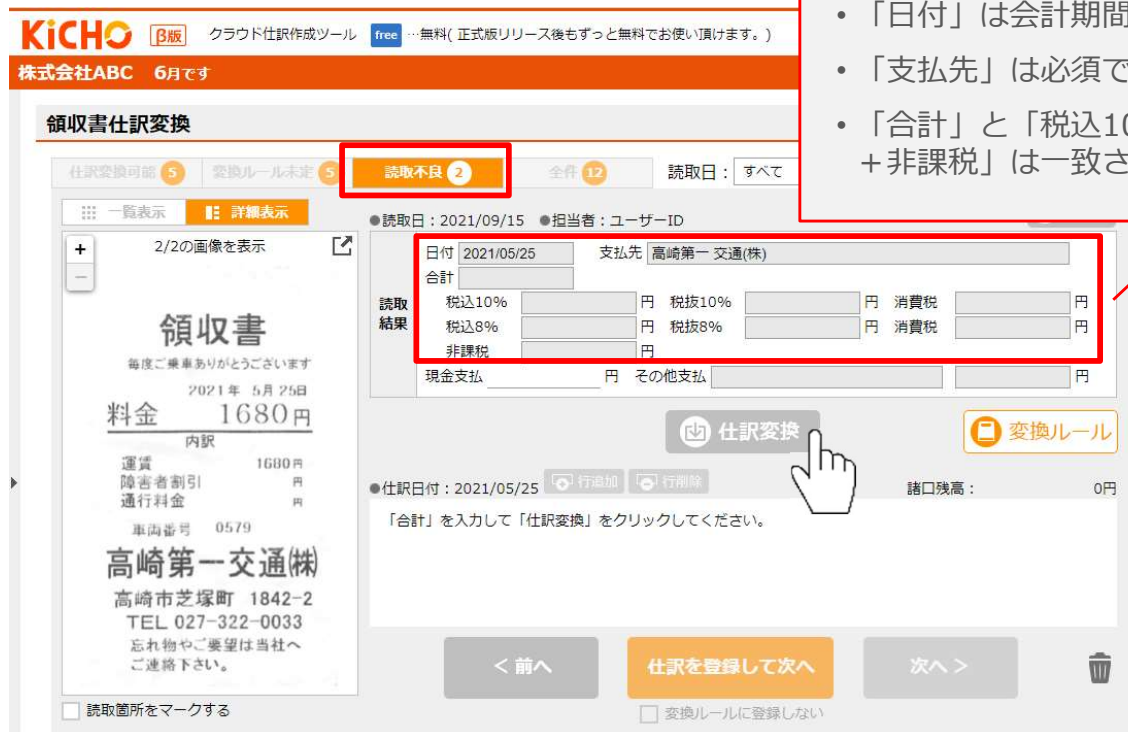 ・「日付」は会計期間
・「支払先」は必須で
・「合計」と「税込10
＋非課税」は一致さ
KiCHO β版 クラウド仕訳作成ツール free …無料( 正式版リリース後もずっと無料でお使い頂けます。)
株式会社ABC 6月です
領収書仕訳変換
仕訳変換可能 5 変換ルール未定 5 読取不良 2 全件 12 読取日： すべて
一覧表示 詳細表示
●読取日：2021/09/15 ●担当者：ユーザーID
+ 2/2の画像を表示
−
領収書
毎度ご乗車ありがとうございます
2021年 5月25日
料金 1680円
内訳
運賃 1680円
障害者割引 円
通行料金 円
車両番号 0579
高崎第一交通㈱
高崎市芝塚町 1842-2
TEL 027-322-0033
忘れ物やご要望は当社へ
ご連絡下さい。
読取箇所をマークする
読取
結果
日付 2021/05/25 支払先 高崎第一 交通(株)
合計
税込10% 円 税抜10% 円 消費税 円
税込8% 円 税抜8% 円 消費税 円
非課税 円
現金支払 円 その他支払 円
仕訳変換 変換ルール
●仕訳日付：2021/05/25 行追加 行削除 諸口残高： 0円
「合計」を入力して「仕訳変換」をクリックしてください。
＜前へ 仕訳を登録して次へ 次へ＞
変換ルールに登録しない